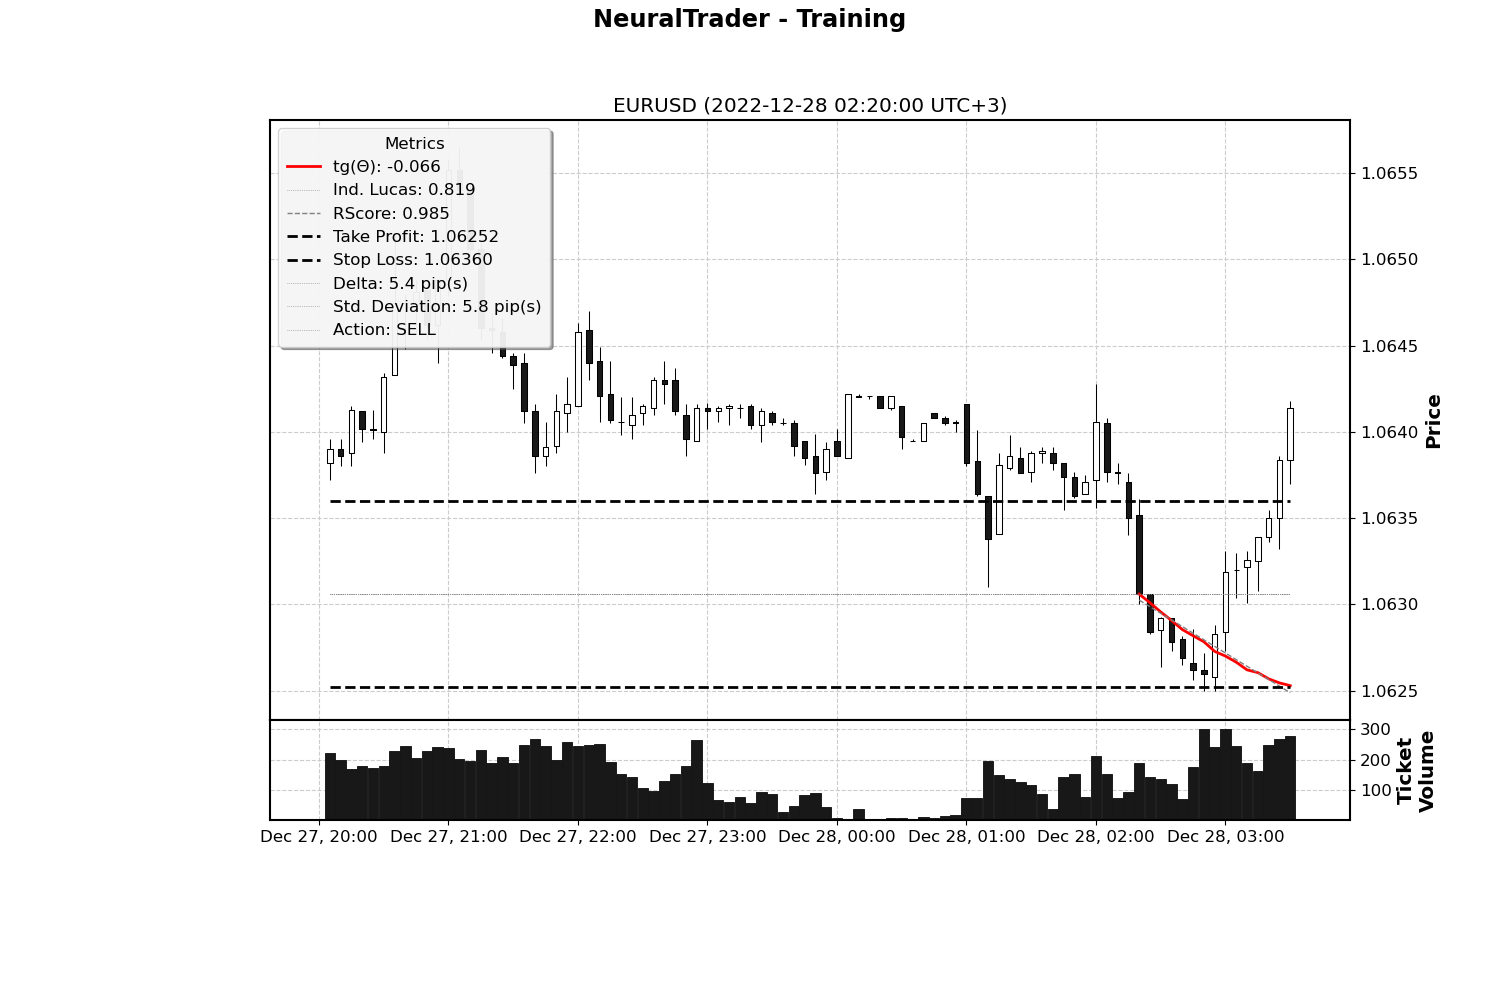 NeuralTrader - Training
EURUSD (2022-12-28 02:20:00 UTC+3)
Metrics
tg(Θ): -0.066
Ind. Lucas: 0.819
RScore: 0.985
Take Profit: 1.06252
Stop Loss: 1.06360
Delta: 5.4 pip(s)
Std. Deviation: 5.8 pip(s)
Action: SELL
1.0655
1.0650
1.0645
1.0640
1.0635
1.0630
1.0625
Price
300
200
100
Ticket
Volume
Dec 27, 20:00
Dec 27, 21:00
Dec 27, 22:00
Dec 27, 23:00
Dec 28, 00:00
Dec 28, 01:00
Dec 28, 02:00
Dec 28, 03:00